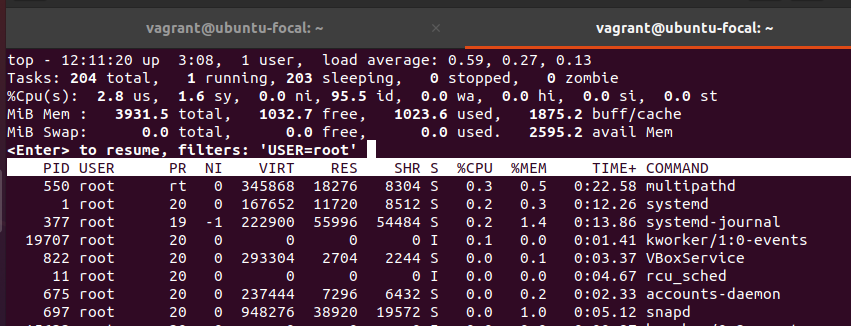 vagrant@ubuntu-focal: ~ × vagrant@ubuntu-focal: ~
top - 12:11:20 up  3:08,  1 user,  load average: 0.59, 0.27, 0.13
Tasks: 204 total,   1 running, 203 sleeping,   0 stopped,   0 zombie
%Cpu(s):  2.8 us,  1.6 sy,  0.0 ni, 95.5 id,  0.0 wa,  0.0 hi,  0.0 si,  0.0 st
MiB Mem :   3931.5 total,   1032.7 free,   1023.6 used,   1875.2 buff/cache
MiB Swap:      0.0 total,      0.0 free,      0.0 used.   2595.2 avail Mem
<Enter> to resume, filters: 'USER=root'
PID USER      PR  NI    VIRT    RES    SHR S  %CPU  %MEM     TIME+ COMMAND
550 root      rt   0  345868  18276   8304 S   0.3   0.5   0:22.58 multipathd
1 root      20   0  167652  11720   8512 S   0.2   0.3   0:12.26 systemd
377 root      19  -1  222900  55996  54484 S   0.2   1.4   0:13.86 systemd-journal
19707 root      20   0       0      0      0 I   0.1   0.0   0:01.41 kworker/1:0-events
822 root      20   0  293304   2704   2244 S   0.0   0.1   0:03.37 VBoxService
11 root      20   0       0      0      0 I   0.0   0.0   0:04.67 rcu_sched
675 root      20   0  237444   7296   6432 S   0.0   0.2   0:02.33 accounts-daemon
697 root      20   0  948276  38920  19572 S   0.0   1.0   0:05.12 snapd